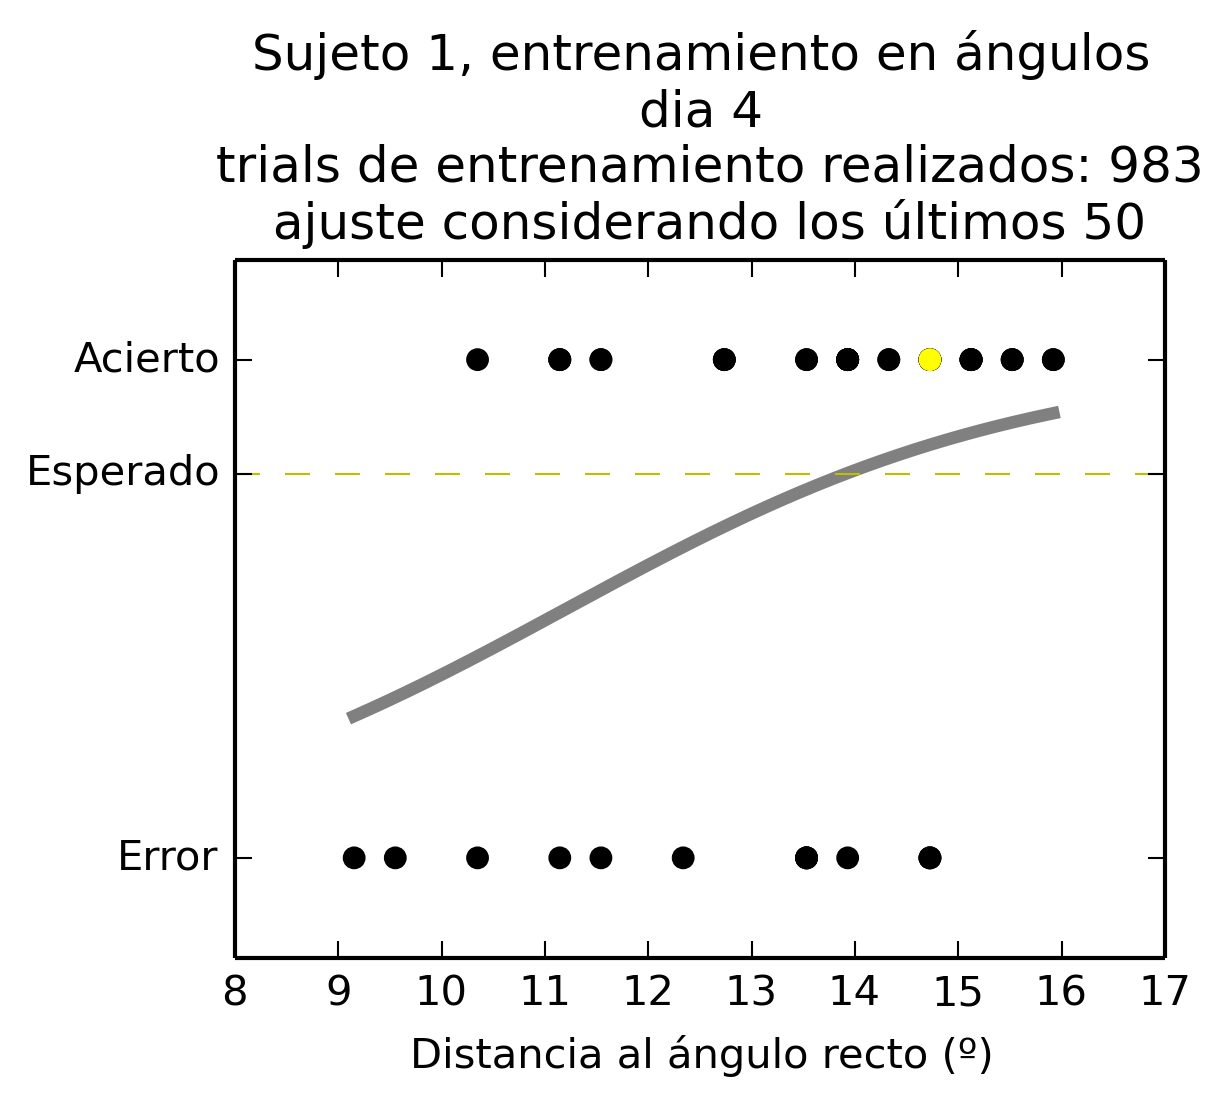 Sujeto 1, entrenamiento en ángulos
dia 4
trials de entrenamiento realizados: 983
ajuste considerando los últimos 50
Acierto
Esperado
Error
8 9 10 11 12 13 14 15 16 17
Distancia al ángulo recto (º)